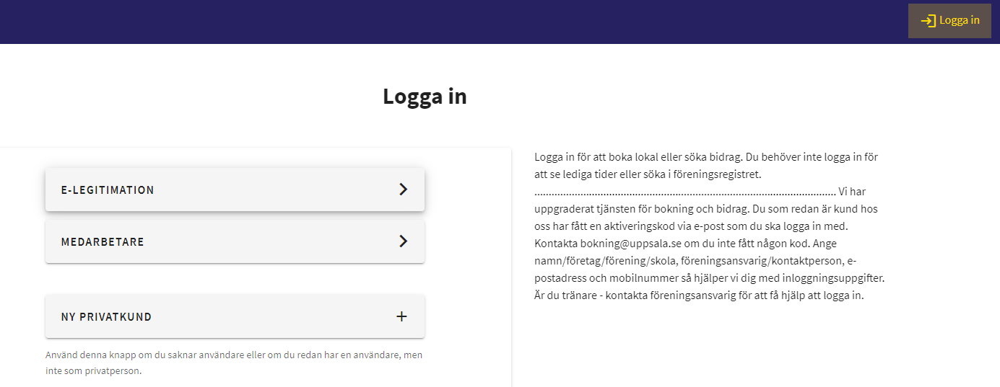 Logga in
Logga in
E-LEGITIMATION
MEDARBETARE
NY PRIVATKUND
Använd denna knapp om du saknar användare eller om du redan har en användare, men
inte som privatperson.
Logga in för att boka lokal eller söka bidrag. Du behöver inte logga in för
att se lediga tider eller söka i föreningsregistret.
......................................................................................................... Vi har
uppgraderat tjänsten för bokning och bidrag. Du som redan är kund hos
oss har fått en aktiveringskod via e-post som du ska logga in med.
Kontakta bokning@uppsala.se om du inte fått någon kod. Ange
namn/företag/förening/skola, föreningsansvarig/kontaktperson, e-
postadress och mobilnummer så hjälper vi dig med inloggningsuppgifter.
Är du tränare - kontakta föreningsansvarig för att få hjälp att logga in.